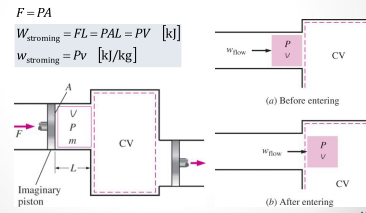 F = PA
W_stroming = FL = PAL = PV [kJ]
w_stroming = Pv [kJ/kg]
A
V
P
m
F
CV
L
Imaginary
piston
w_flow
P
v
CV
(a) Before entering
w_flow
P
v
CV
(b) After entering